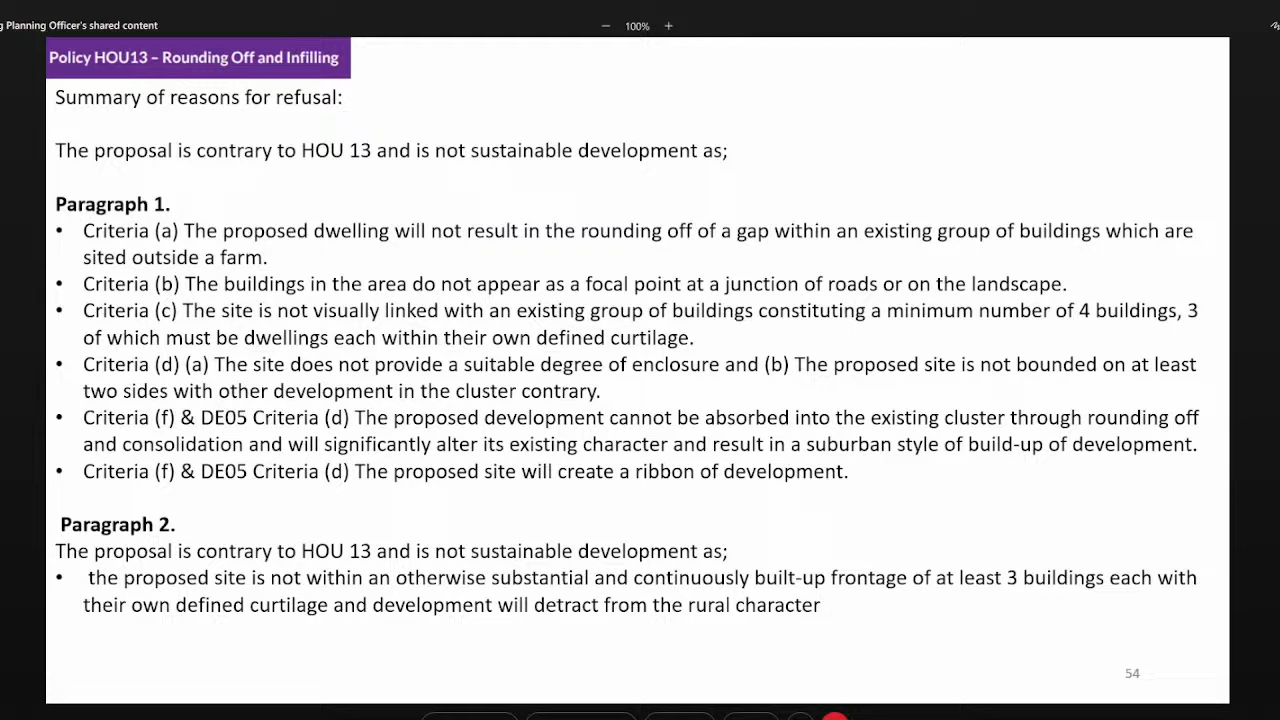 g Planning Officer's shared content
− 100% +
Policy HOU13 – Rounding Off and Infilling
Summary of reasons for refusal:
The proposal is contrary to HOU 13 and is not sustainable development as;
Paragraph 1.
• Criteria (a) The proposed dwelling will not result in the rounding off of a gap within an existing group of buildings which are
sited outside a farm.
• Criteria (b) The buildings in the area do not appear as a focal point at a junction of roads or on the landscape.
• Criteria (c) The site is not visually linked with an existing group of buildings constituting a minimum number of 4 buildings, 3
of which must be dwellings each within their own defined curtilage.
• Criteria (d) (a) The site does not provide a suitable degree of enclosure and (b) The proposed site is not bounded on at least
two sides with other development in the cluster contrary.
• Criteria (f) & DE05 Criteria (d) The proposed development cannot be absorbed into the existing cluster through rounding off
and consolidation and will significantly alter its existing character and result in a suburban style of build-up of development.
• Criteria (f) & DE05 Criteria (d) The proposed site will create a ribbon of development.
Paragraph 2.
The proposal is contrary to HOU 13 and is not sustainable development as;
• the proposed site is not within an otherwise substantial and continuously built-up frontage of at least 3 buildings each with
their own defined curtilage and development will detract from the rural character
54